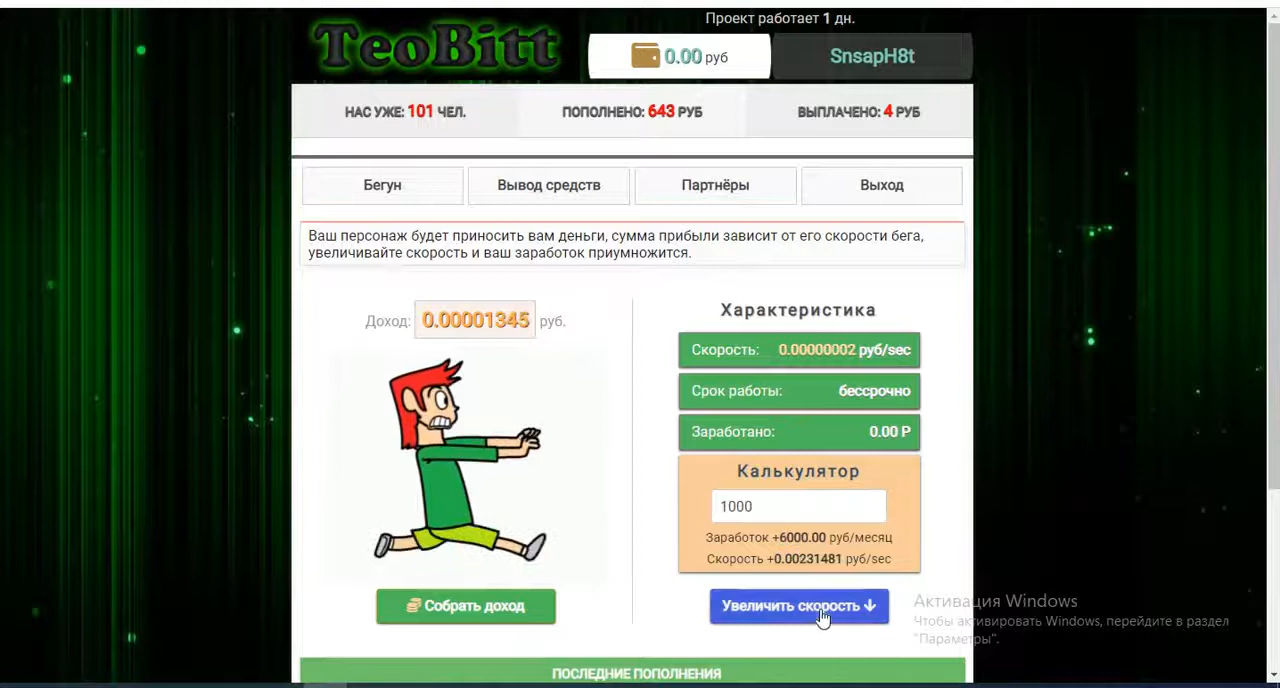 Проект работает 1 дн.
TeoBitt
0.00 руб
SnsapH8t
НАС УЖЕ: 101 ЧЕЛ.
ПОПОЛНЕНО: 643 РУБ
ВЫПЛАЧЕНО: 4 РУБ
Бегун
Вывод средств
Партнёры
Выход
Ваш персонаж будет приносить вам деньги, сумма прибыли зависит от его скорости бега,
увеличивайте скорость и ваш заработок приумножится.
Доход: 0.00001345 руб.
Собрать доход
Характеристика
Скорость: 0.00000002 руб/sec
Срок работы: бессрочно
Заработано: 0.00 Р
Калькулятор
1000
Заработок +6000.00 руб/месяц
Скорость +0.00231481 руб/sec
Увеличить скорость
Активация Windows
Чтобы активировать Windows, перейдите в раздел
"Параметры".
ПОСЛЕДНИЕ ПОПОЛНЕНИЯ